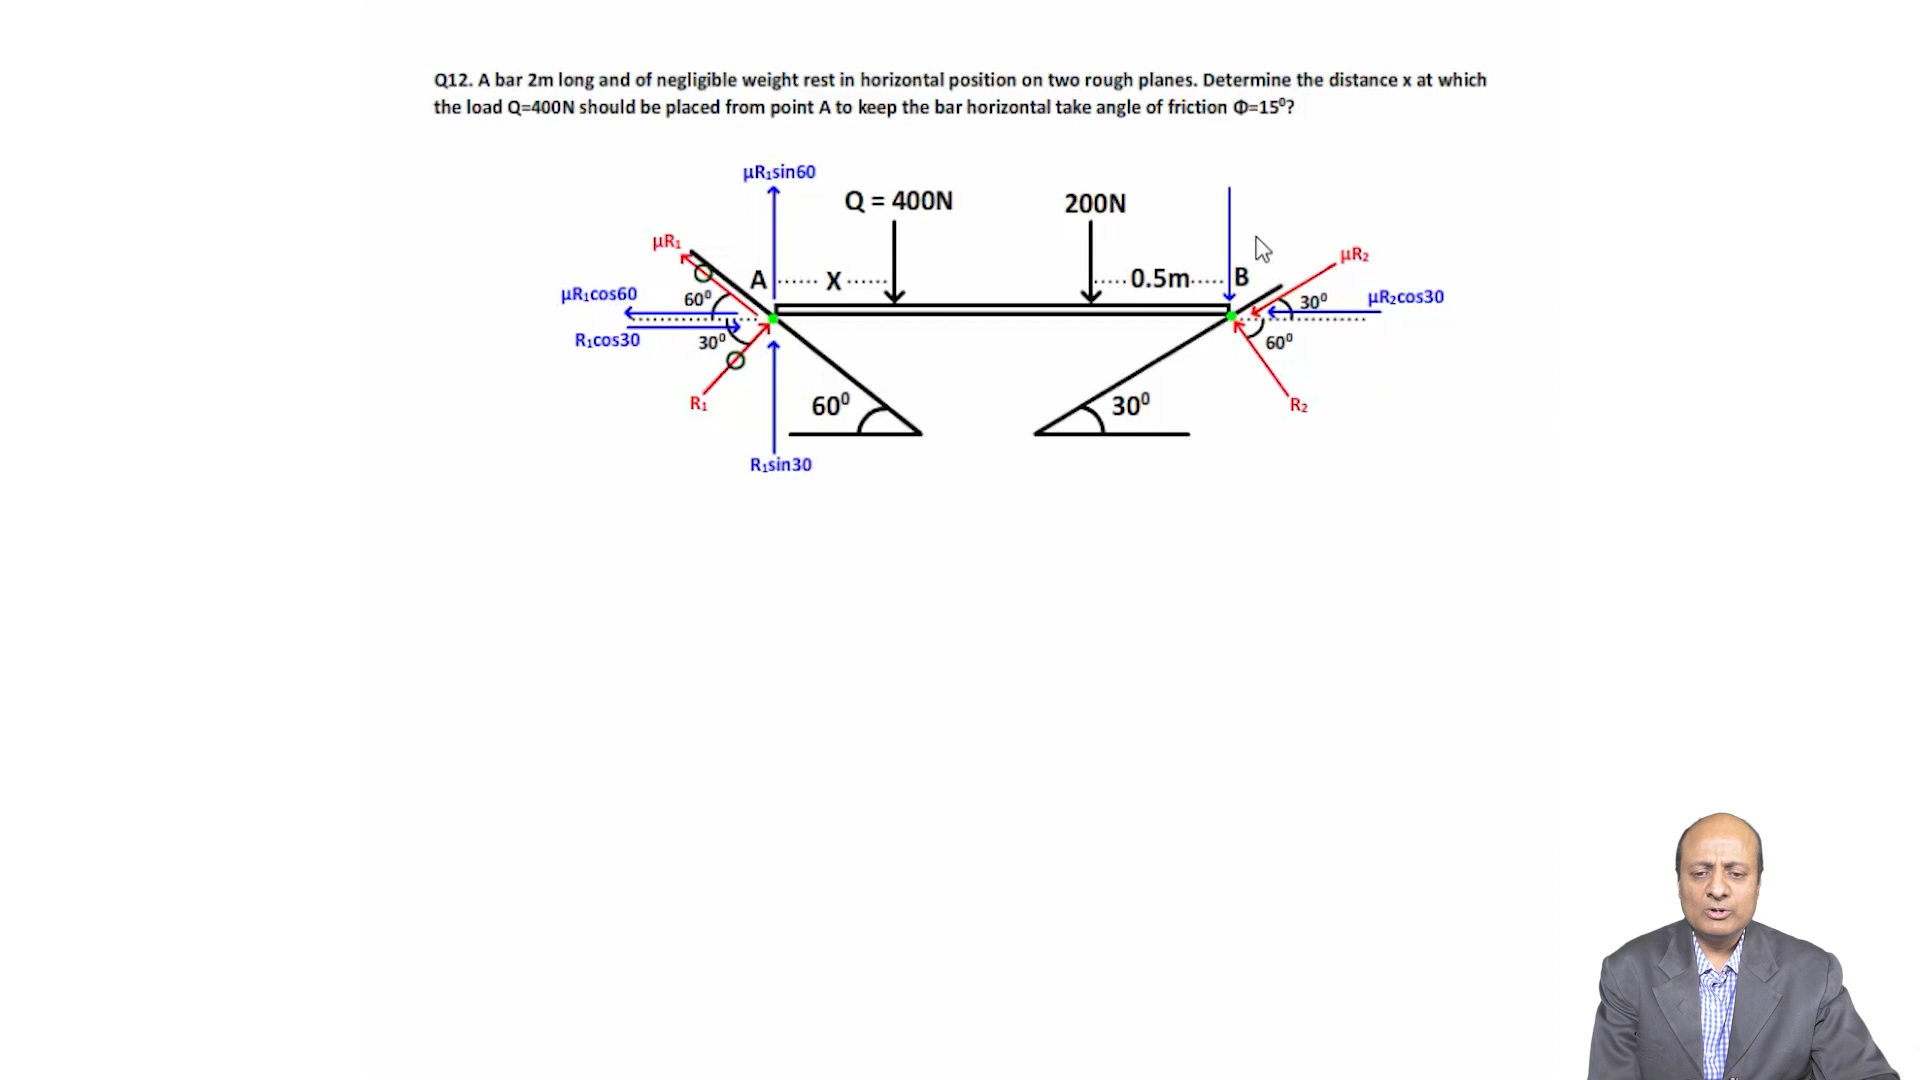 Q12. A bar 2m long and of negligible weight rest in horizontal position on two rough planes. Determine the distance x at which
the load Q=400N should be placed from point A to keep the bar horizontal take angle of friction Φ=15⁰?
μR₁sin60
Q = 400N
200N
μR₁
μR₂
A
X
0.5m
B
μR₁cos60
60⁰
30⁰
μR₂cos30
R₁cos30
30⁰
60⁰
R₁
60⁰
30⁰
R₂
R₁sin30